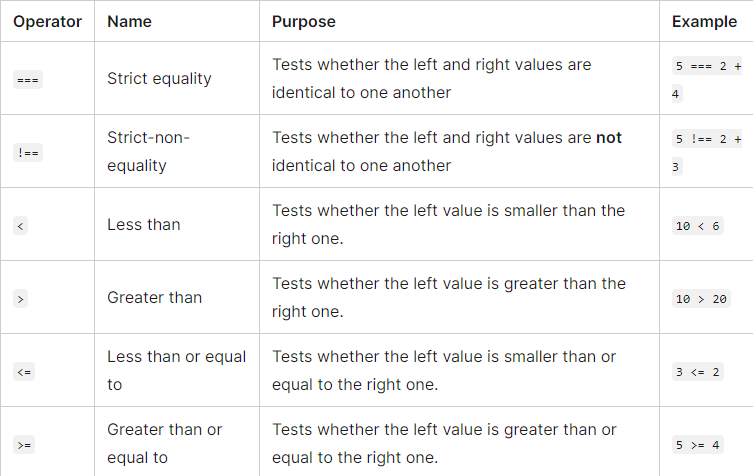 Operator Name Purpose Example
=== Strict equality Tests whether the left and right values are 5 === 2 +
identical to one another 4
!== Strict-non- Tests whether the left and right values are not 5 !== 2 +
equality identical to one another 3
< Less than Tests whether the left value is smaller than the 10 < 6
right one.
> Greater than Tests whether the left value is greater than the 10 > 20
right one.
<= Less than or equal Tests whether the left value is smaller than or 3 <= 2
to equal to the right one.
>= Greater than or Tests whether the left value is greater than or 5 >= 4
equal to equal to the right one.